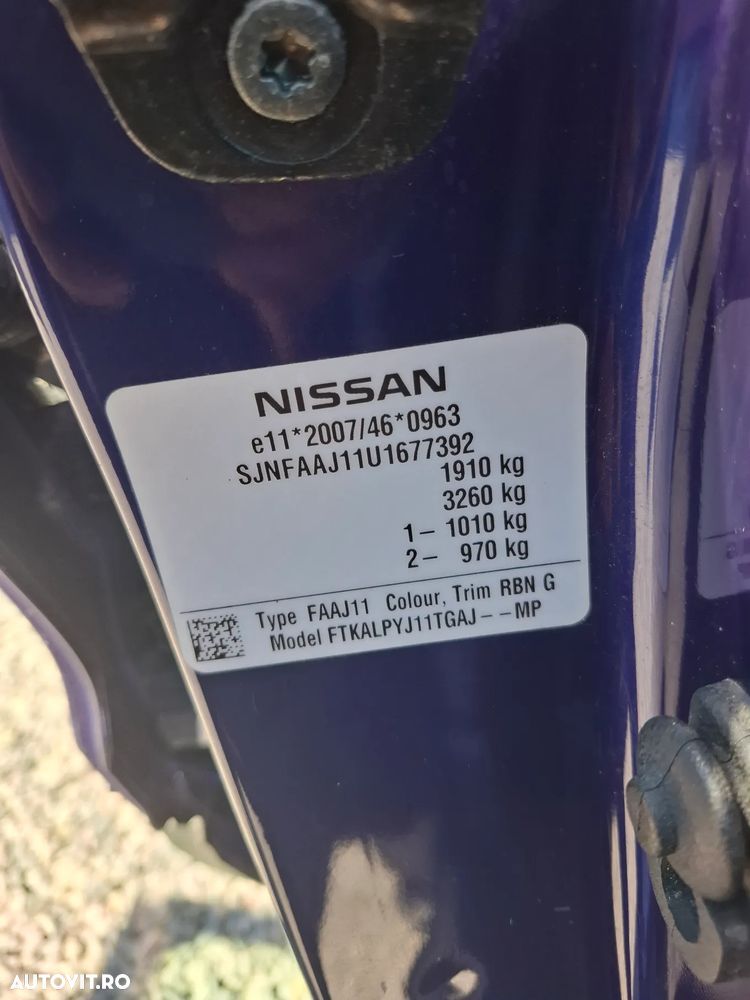 NISSAN
e11*2007/46*0963
SJNFAAJ11U1677392
1910 kg
3260 kg
1- 1010 kg
2- 970 kg
Type FAAJ11 Colour, Trim RBN G
Model FTKALPYJ11TGAJ--MP
AUTOVIT.RO